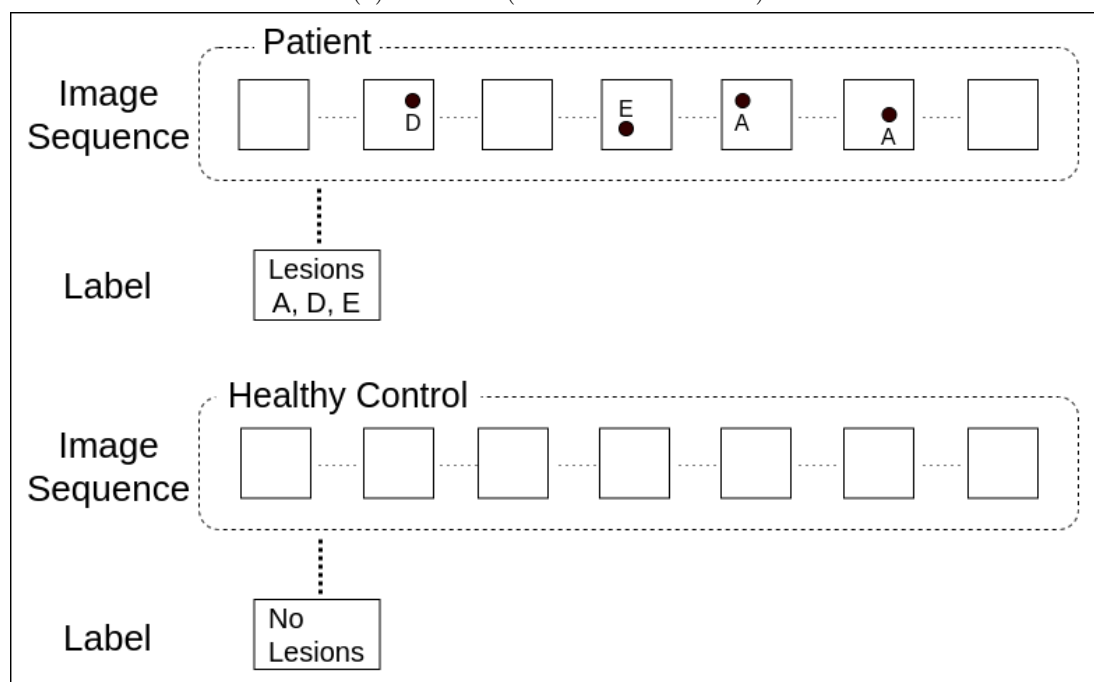 Patient
Image
Sequence
D
E
A
A
Label
Lesions
A, D, E
Healthy Control
Image
Sequence
Label
No
Lesions